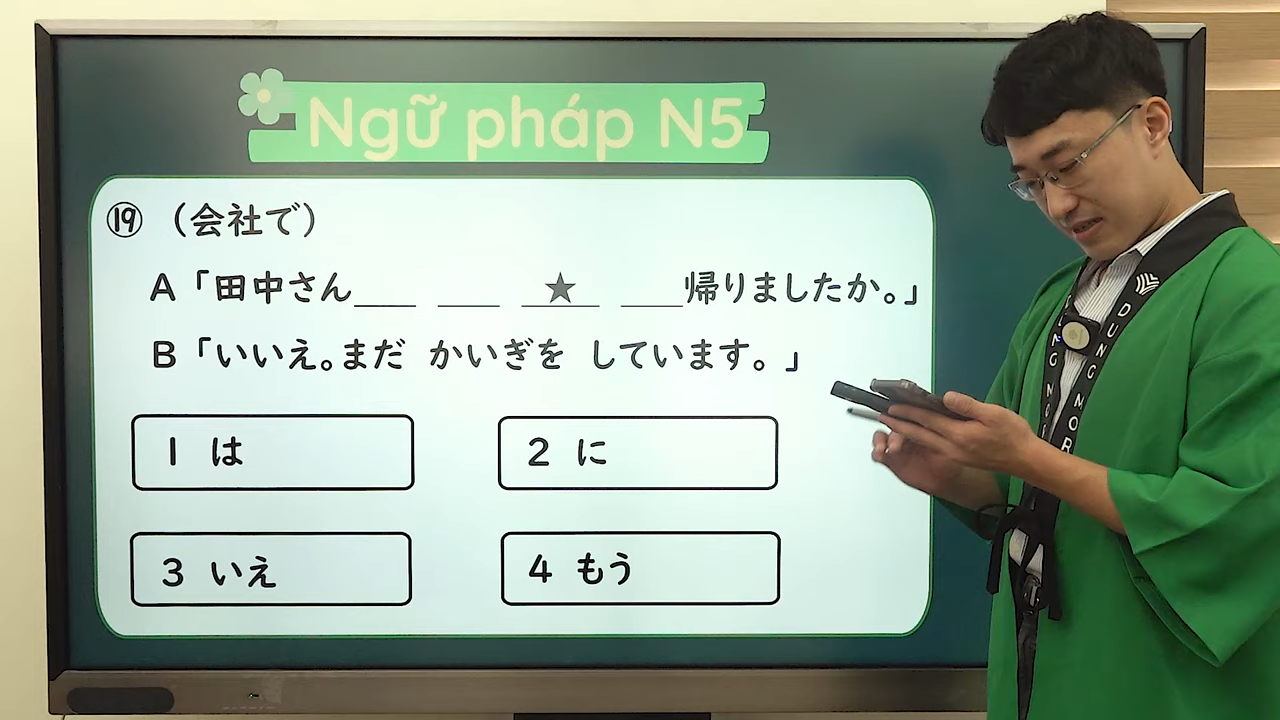 Ngữ pháp N5
⑲ （会社で）
A「田中さん＿＿ ＿＿ ＿★＿ ＿＿帰りましたか。」
B「いいえ。まだ かいぎを しています。」
1 は
2 に
3 いえ
4 もう
DUNG NOR